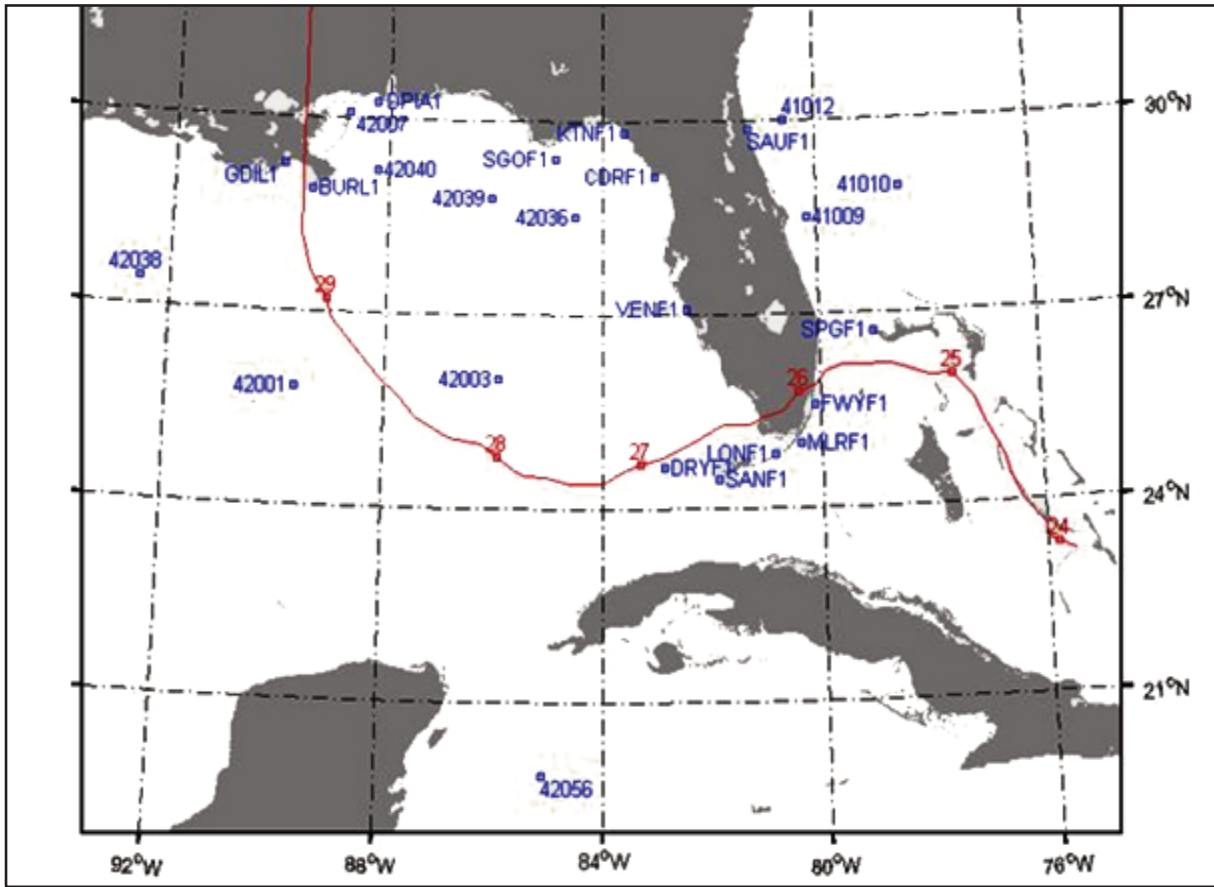 30°N
DPIA1
42007
41012
KTNF1
SAUF1
SGOF1
GDIL1
42040
BURL1
CDRF1
41010
42039
42036
41009
42038
29
27°N
VENF1
SPGF1
25
42001
42003
26
FWYF1
28
27
LONF1
MLRF1
DRYF1
SANF1
24°N
24
21°N
42056
92°W
88°W
84°W
80°W
76°W